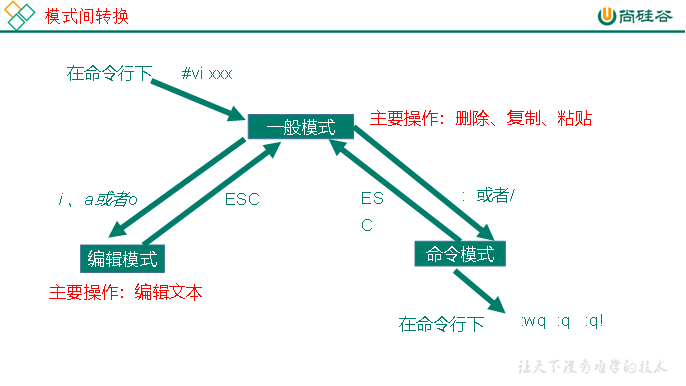 模式间转换
尚硅谷
在命令行下 #vi xxx
一般模式
主要操作：删除、复制、粘贴
i 、a或者o
ESC
ES
C
: 或者/
编辑模式
命令模式
主要操作：编辑文本
在命令行下 :wq :q :q!
让天下没有难学的技术